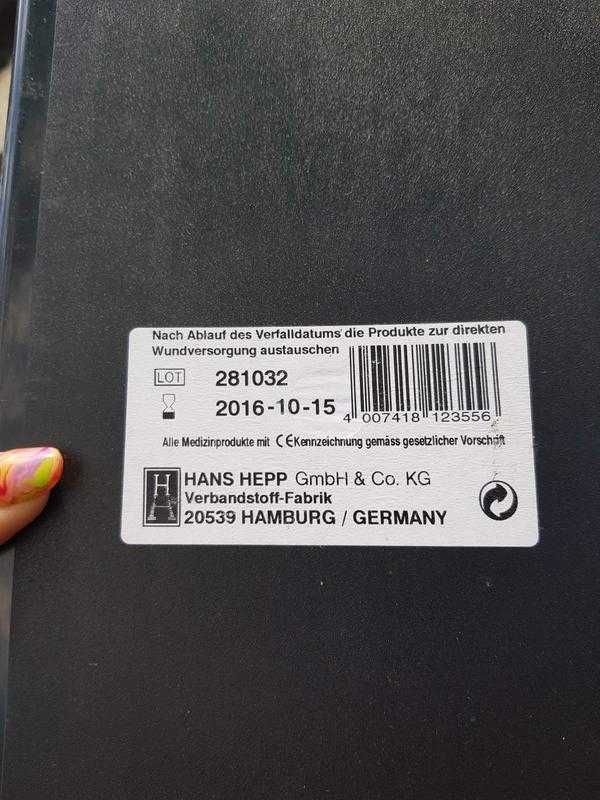 Nach Ablauf des Verfalldatums die Produkte zur direkten
Wundversorgung austauschen
LOT 281032
2016-10-15
4 007418 123556
Alle Medizinprodukte mit CE Kennzeichnung gemäss gesetzlicher Vorschrift
HA
HANS HEPP GmbH & Co. KG
Verbandstoff-Fabrik
20539 HAMBURG / GERMANY